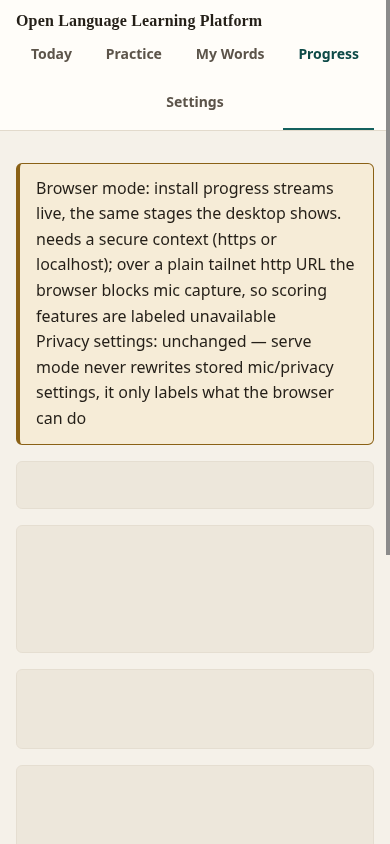 Open Language Learning Platform
Today Practice My Words Progress
Settings
Browser mode: install progress streams
live, the same stages the desktop shows.
needs a secure context (https or
localhost); over a plain tailnet http URL the
browser blocks mic capture, so scoring
features are labeled unavailable
Privacy settings: unchanged — serve
mode never rewrites stored mic/privacy
settings, it only labels what the browser
can do